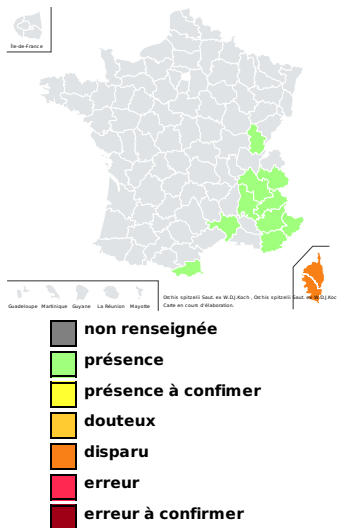 Île-de-France
Guadeloupe Martinique Guyane La Réunion Mayotte
Orchis spitzelii Saut. ex W.D.J.Koch , Orchis spitzelii Saut. ex W.D.J.Koc
Carte en cours d'élaboration.
non renseignée
présence
présence à confimer
douteux
disparu
erreur
erreur à confirmer